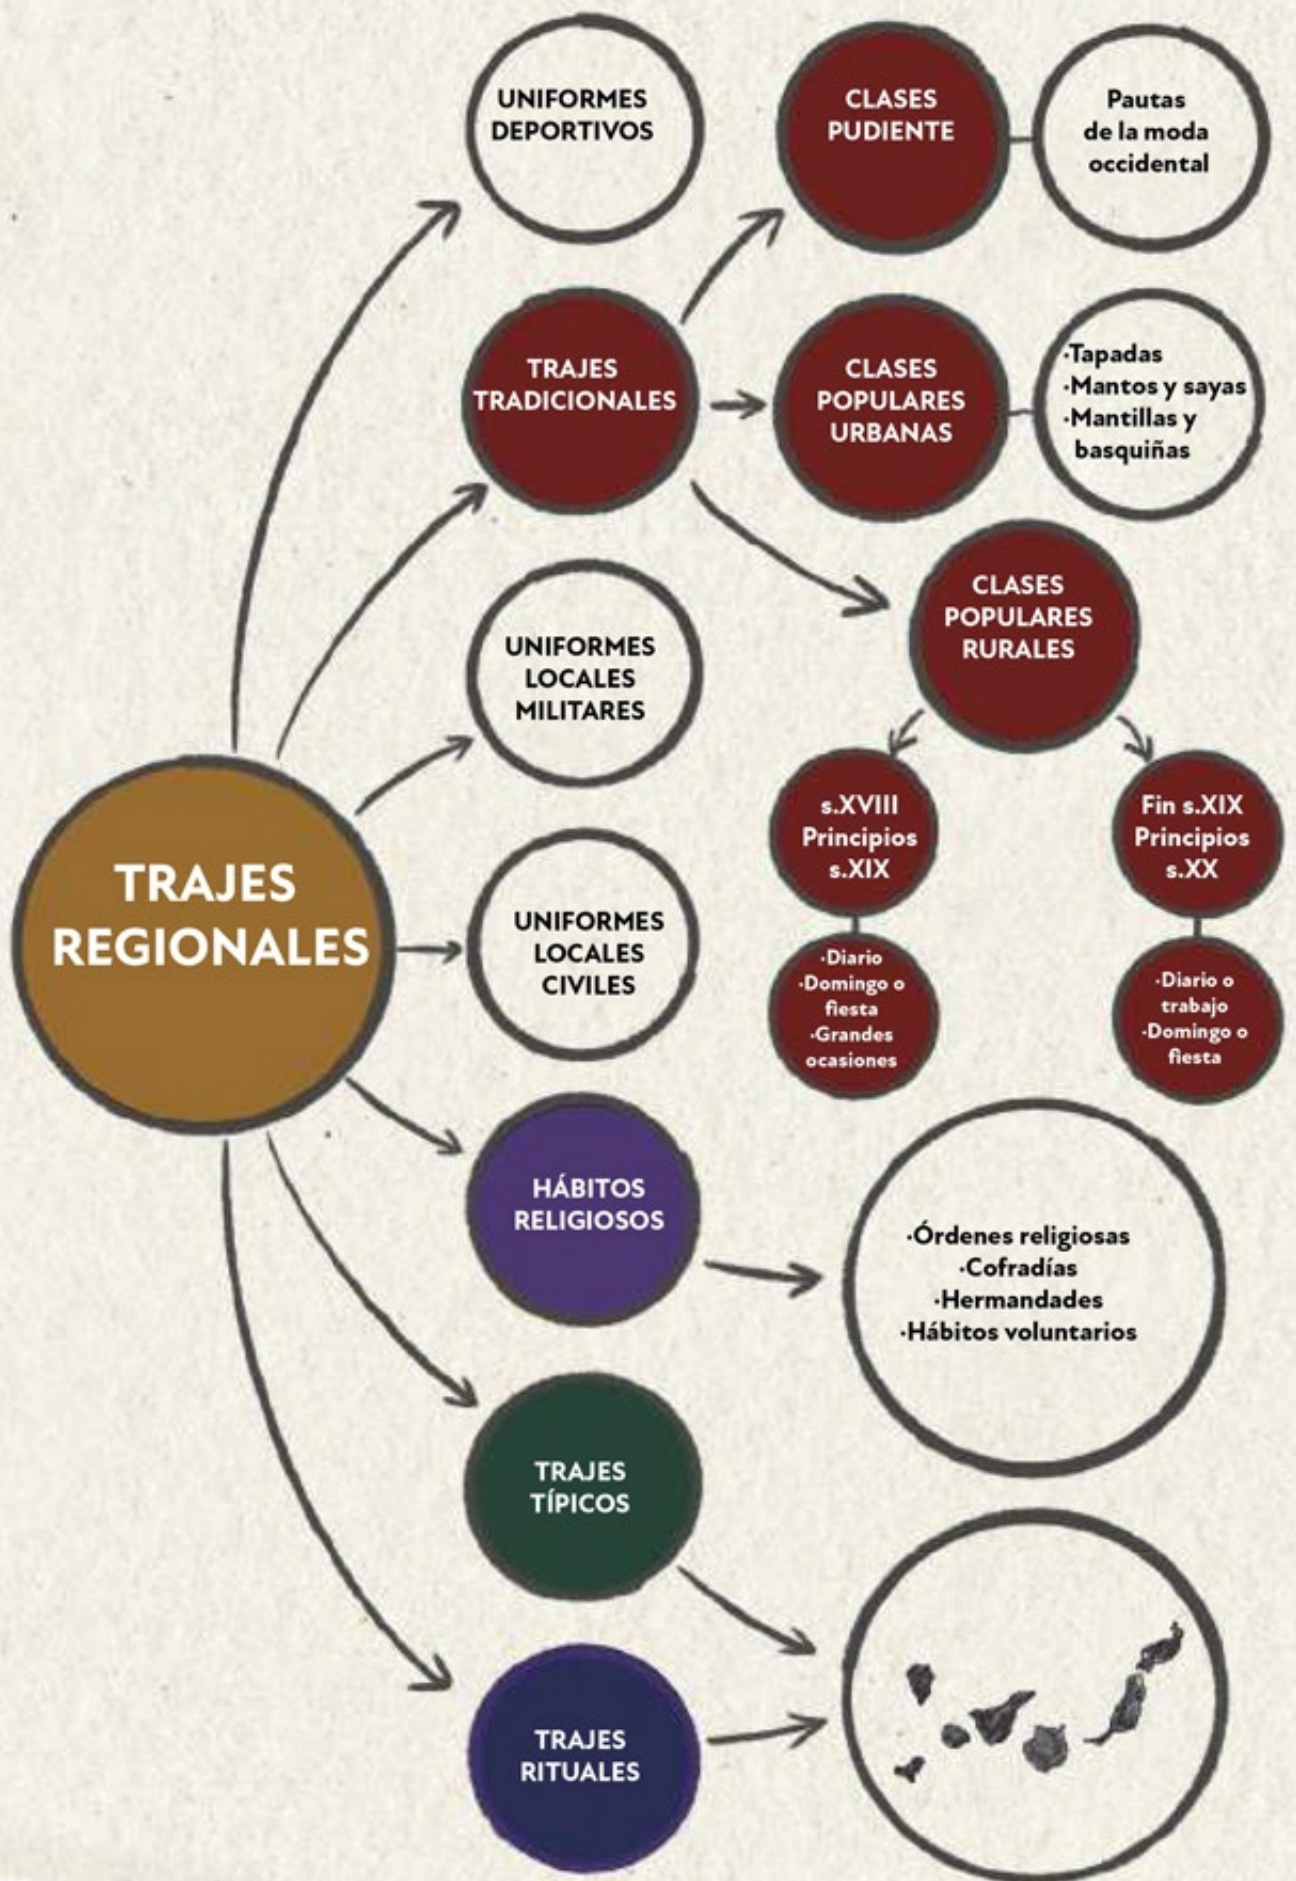 UNIFORMES
DEPORTIVOS
CLASES
PUDIENTE
Pautas
de la moda
occidental
TRAJES
TRADICIONALES
CLASES
POPULARES
URBANAS
·Tapadas
·Mantos y sayas
·Mantillas y
basquiñas
CLASES
POPULARES
RURALES
UNIFORMES
LOCALES
MILITARES
s.XVIII
Principios
s.XIX
Fin s.XIX
Principios
s.XX
TRAJES
REGIONALES
UNIFORMES
LOCALES
CIVILES
·Diario
·Domingo o
fiesta
·Grandes
ocasiones
·Diario o
trabajo
·Domingo o
fiesta
HÁBITOS
RELIGIOSOS
·Órdenes religiosas
·Cofradías
·Hermandades
·Hábitos voluntarios
TRAJES
TÍPICOS
TRAJES
RITUALES